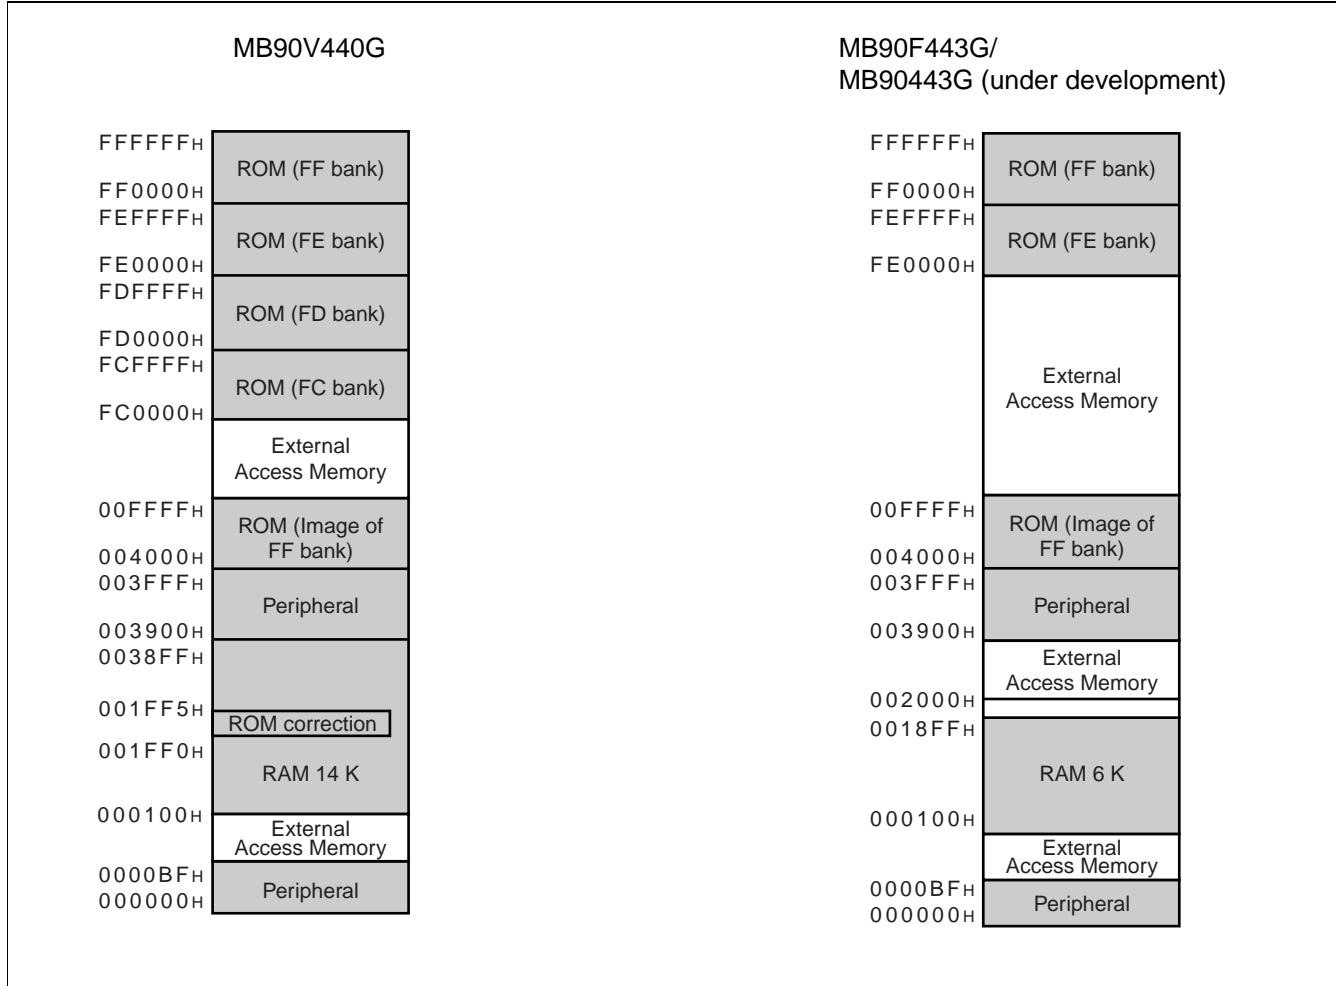 MB90V440G
FFFFFFH
ROM (FF bank)
FF0000H
FEFFFFH
ROM (FE bank)
FE0000H
FDFFFFH
ROM (FD bank)
FD0000H
FCFFFFH
ROM (FC bank)
FC0000H
External
Access Memory
00FFFFH
ROM (Image of
FF bank)
004000H
003FFFH
Peripheral
003900H
0038FFH
001FF5H
ROM correction
001FF0H
RAM 14 K
000100H
External
Access Memory
0000BFH
Peripheral
000000H
MB90F443G/
MB90443G (under development)
FFFFFFH
ROM (FF bank)
FF0000H
FEFFFFH
ROM (FE bank)
FE0000H
External
Access Memory
00FFFFH
ROM (Image of
FF bank)
004000H
003FFFH
Peripheral
003900H
External
Access Memory
002000H
0018FFH
RAM 6 K
000100H
External
Access Memory
0000BFH
Peripheral
000000H